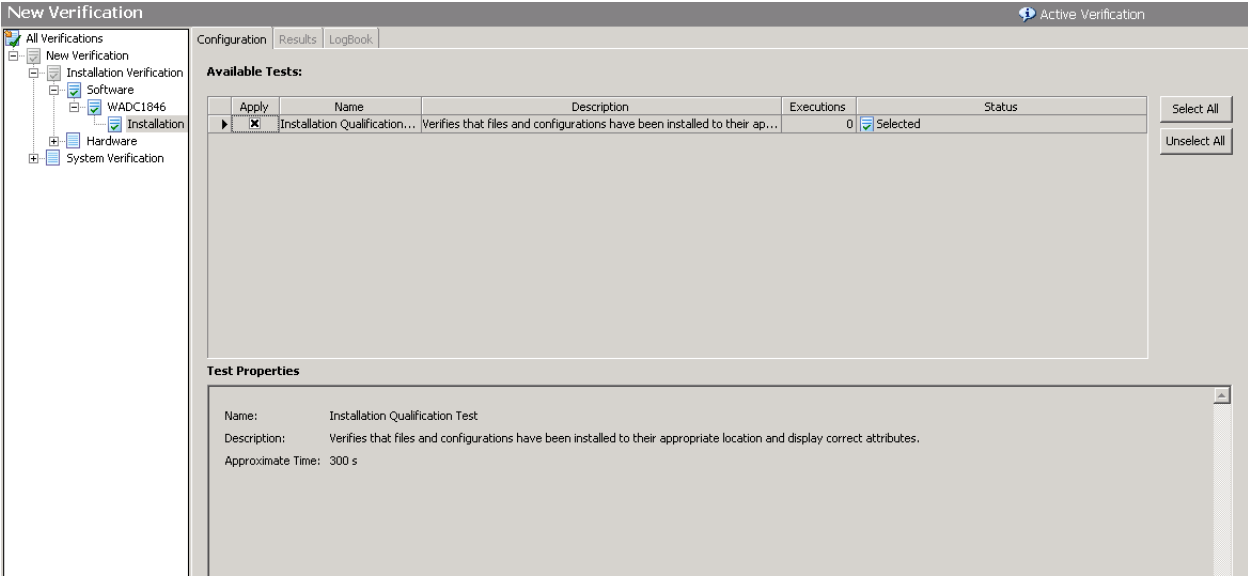 New Verification
Active Verification
All Verifications
New Verification
Installation Verification
Software
WADC1846
Installation
Hardware
System Verification
Configuration Results LogBook
Available Tests:
Apply Name Description Executions Status
Installation Qualification... Verifies that files and configurations have been installed to their ap... 0 Selected
Select All
Unselect All
Test Properties
Name: Installation Qualification Test
Description: Verifies that files and configurations have been installed to their appropriate location and display correct attributes.
Approximate Time: 300 s